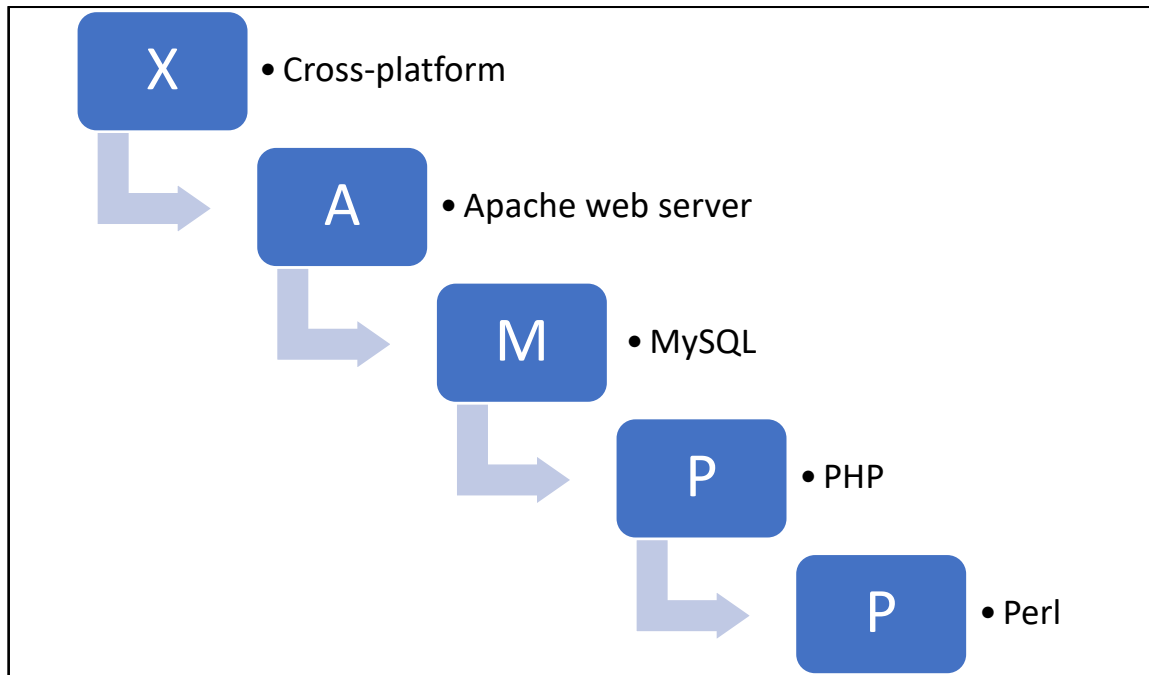 X
• Cross-platform
A
• Apache web server
M
• MySQL
P
• PHP
P
• Perl